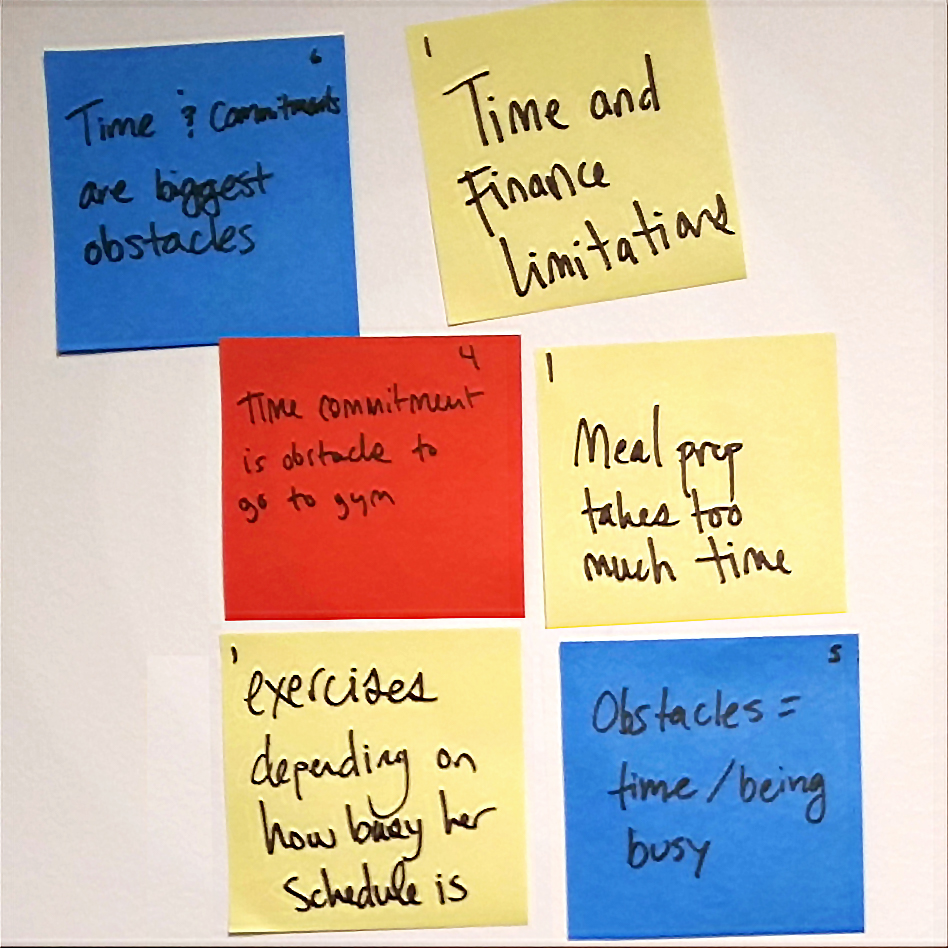 6
Time & Commitments
are biggest
obstacles
1
Time and
Finance
limitations
4
Time commitment
is obstacle to
go to gym
1
Meal prep
takes too
much time
1
exercises
depending on
how busy her
Schedule is
5
Obstacles =
time / being
busy